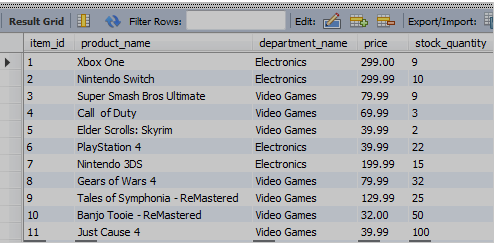 Result Grid Filter Rows: Edit: Export/Import:
item_id product_name department_name price stock_quantity
1 Xbox One Electronics 299.00 9
2 Nintendo Switch Electronics 299.99 10
3 Super Smash Bros Ultimate Video Games 79.99 9
4 Call of Duty Video Games 69.99 3
5 Elder Scrolls: Skyrim Video Games 39.99 2
6 PlayStation 4 Electronics 39.99 22
7 Nintendo 3DS Electronics 199.99 15
8 Gears of Wars 4 Video Games 79.99 32
9 Tales of Symphonia - ReMastered Video Games 129.99 25
10 Banjo Tooie - ReMastered Video Games 32.00 50
11 Just Cause 4 Video Games 39.99 100